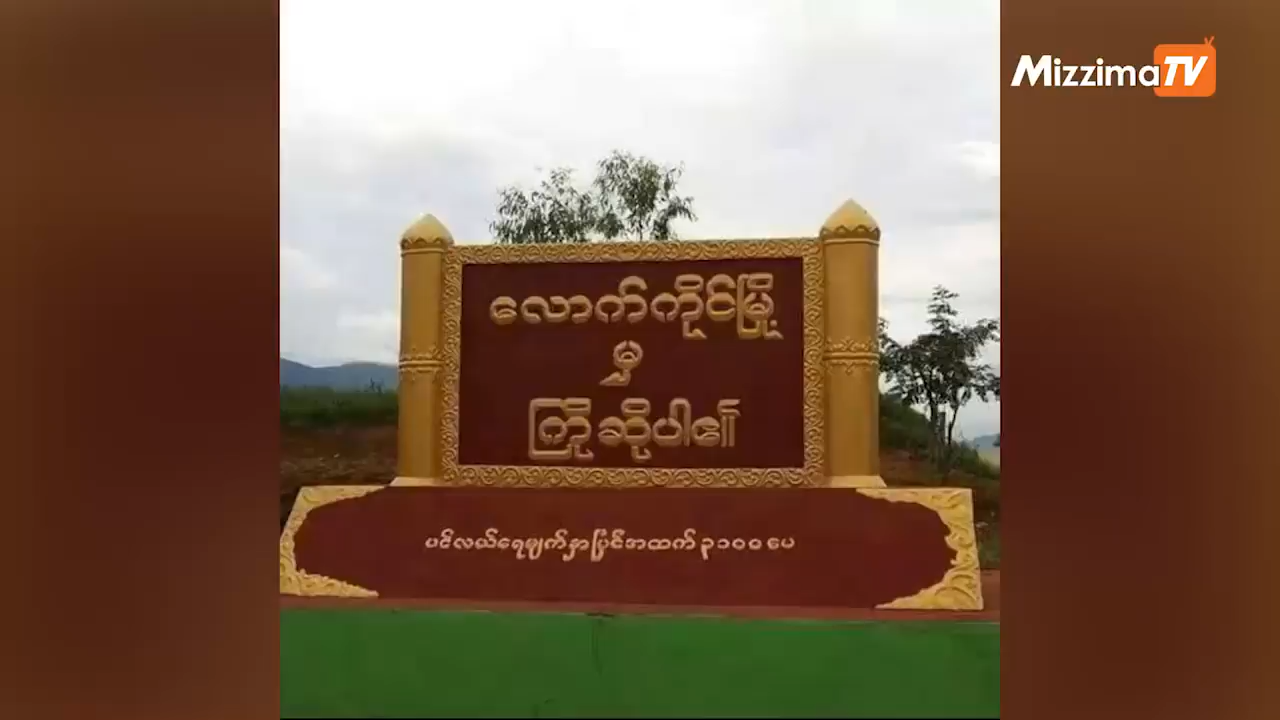 MizzimaTV
လောက်ကိုင်မြို့
မှ
ကြိုဆိုပါ၏
ပင်လယ်ရေမျက်နှာပြင်အထက် ၃၁၀၀ ပေ